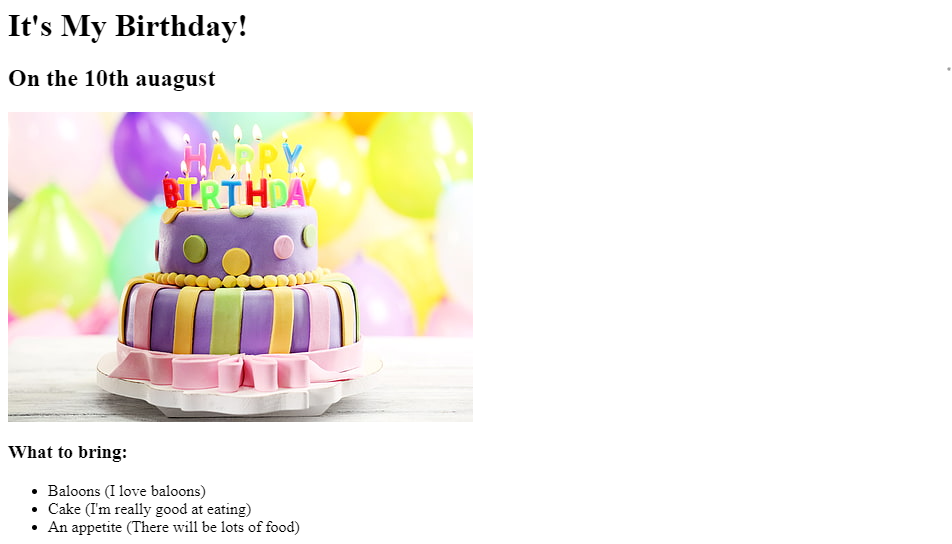 It's My Birthday!
On the 10th auagust
HAPPY
BIRTHDAY
What to bring:
Baloons (I love baloons)
Cake (I'm really good at eating)
An appetite (There will be lots of food)